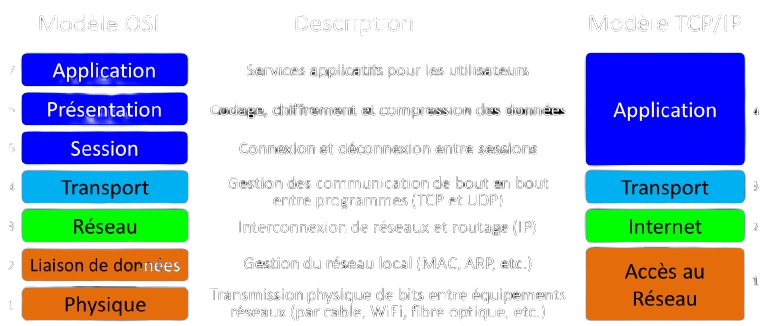 Modèle OSI Description Modèle TCP/IP
7 Application Services applicatifs pour les utilisateurs
6 Présentation Codage, chiffrement et compression des données Application 4
5 Session Connexion et déconnexion entre sessions
4 Transport Gestion des communication de bout en bout Transport 3
entre programmes (TCP et UDP)
3 Réseau Interconnexion de réseaux et routage (IP) Internet 2
2 Liaison de données Gestion du réseau local (MAC, ARP, etc.)
Accès au 1
Réseau
1 Physique Transmission physique de bits entre équipements
réseaux (par cable, WiFi, fibre optique, etc.)